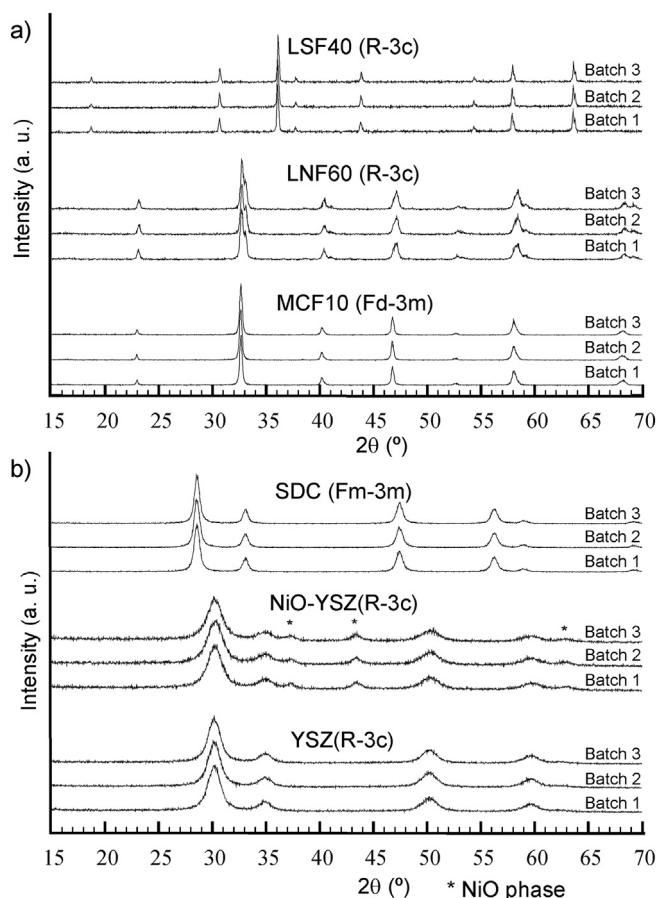 a)
LSF40 (R-3c)
Batch 3
Batch 2
Batch 1
LNF60 (R-3c)
Batch 3
Batch 2
Batch 1
MCF10 (Fd-3m)
Batch 3
Batch 2
Batch 1
Intensity (a. u.)
15 20 25 30 35 40 45 50 55 60 65 70
2θ (º)
b)
SDC (Fm-3m)
Batch 3
Batch 2
Batch 1
NiO-YSZ(R-3c)
* * *
Batch 3
Batch 2
Batch 1
YSZ(R-3c)
Batch 3
Batch 2
Batch 1
Intensity (a. u.)
15 20 25 30 35 40 45 50 55 60 65 70
2θ (º) * NiO phase